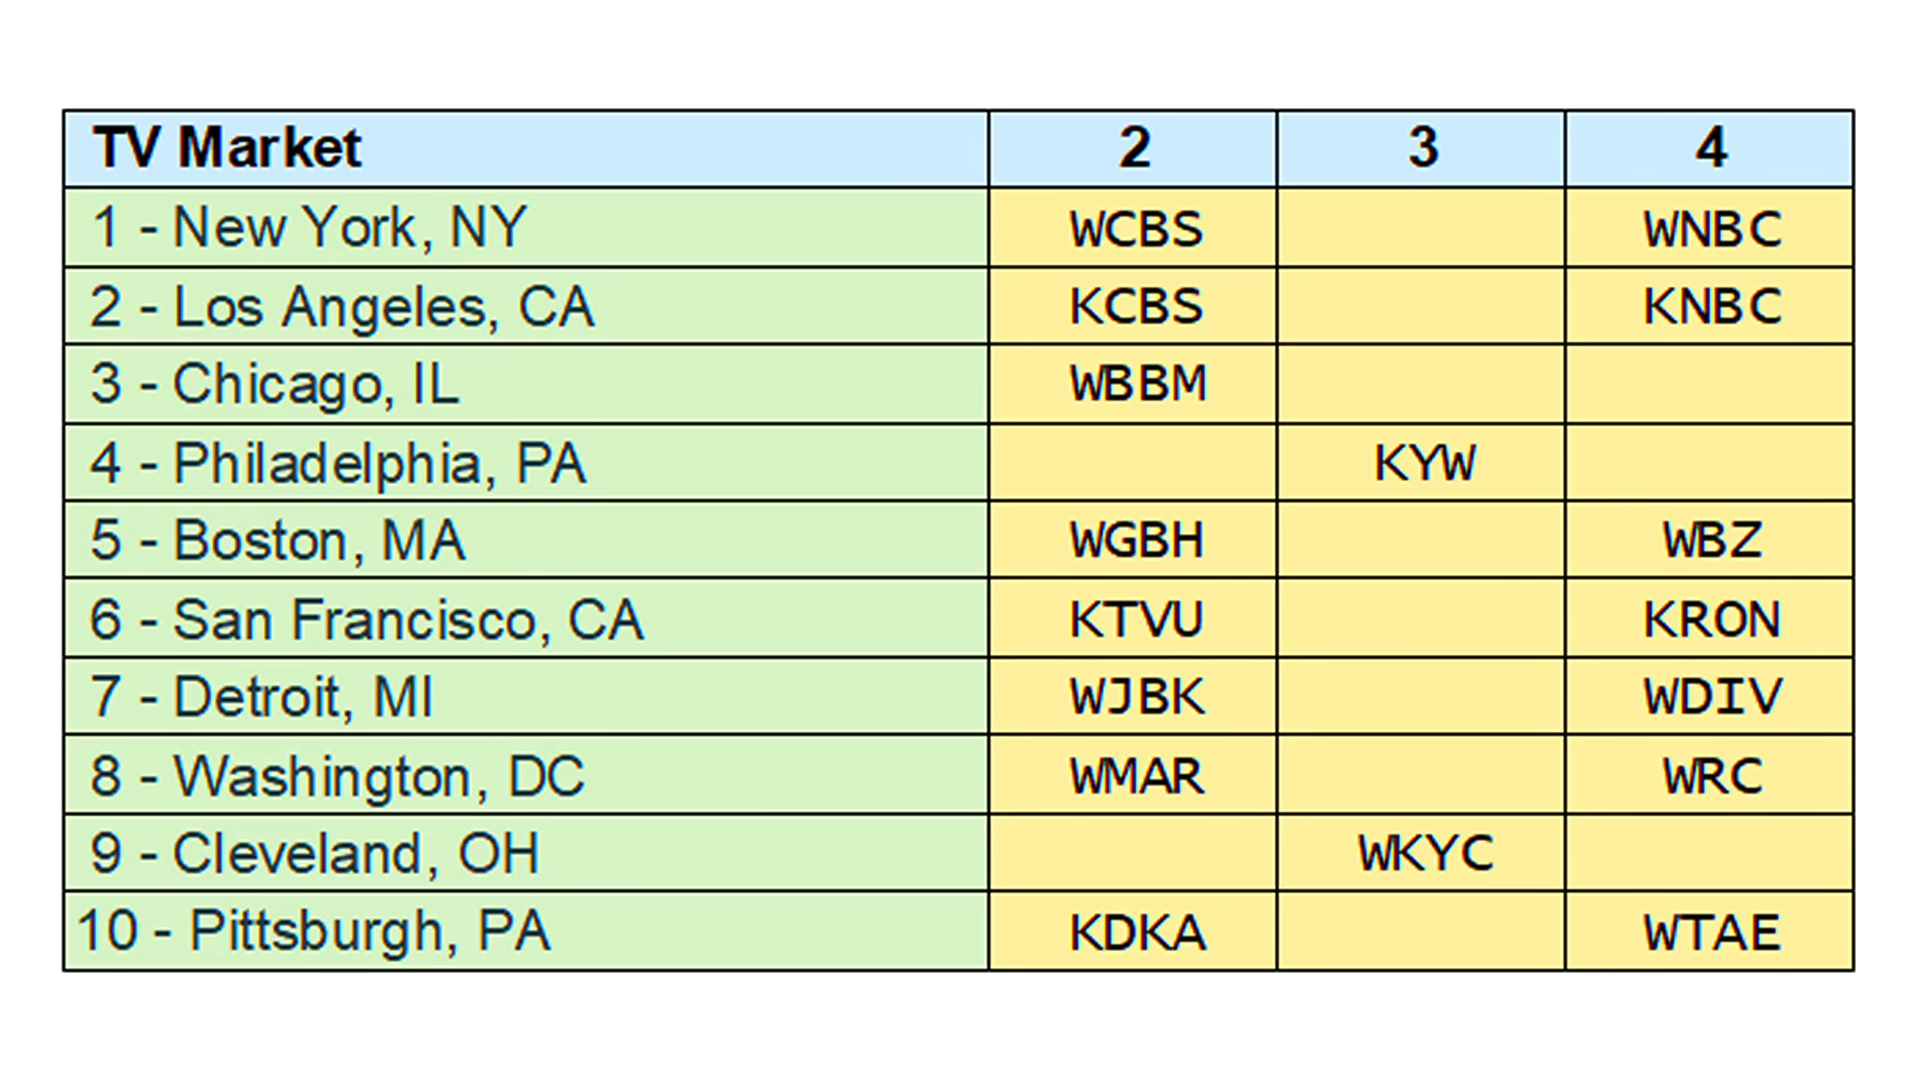 TV Market 2 3 4
1 - New York, NY WCBS WNBC
2 - Los Angeles, CA KCBS KNBC
3 - Chicago, IL WBBM
4 - Philadelphia, PA KYW
5 - Boston, MA WGBH WBZ
6 - San Francisco, CA KTVU KRON
7 - Detroit, MI WJBK WDIV
8 - Washington, DC WMAR WRC
9 - Cleveland, OH WKYC
10 - Pittsburgh, PA KDKA WTAE